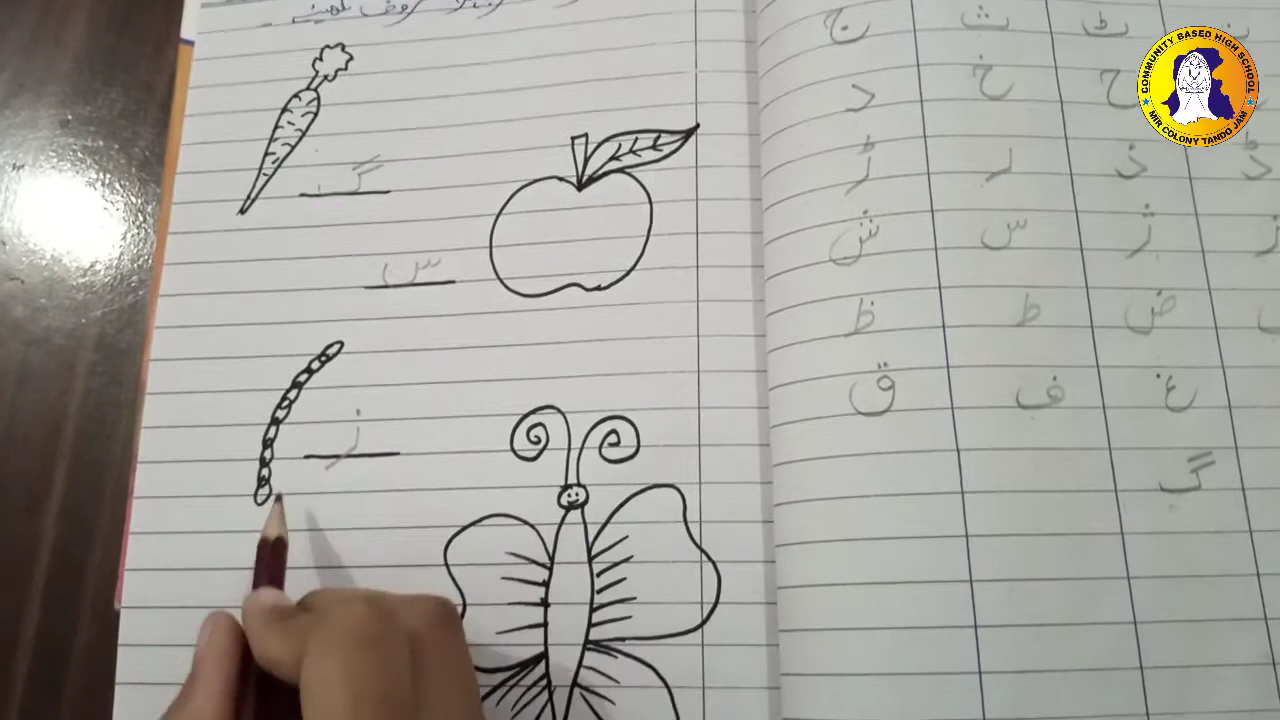 گ
س
ز
ج ث ٹ
د خ ح
ڑ ر ذ ڈ
ش س ژ ز
ظ ط ض
ق ف غ
گ
COMMUNITY BASED HIGH SCHOOL
MIR COLONY TANDO JAM